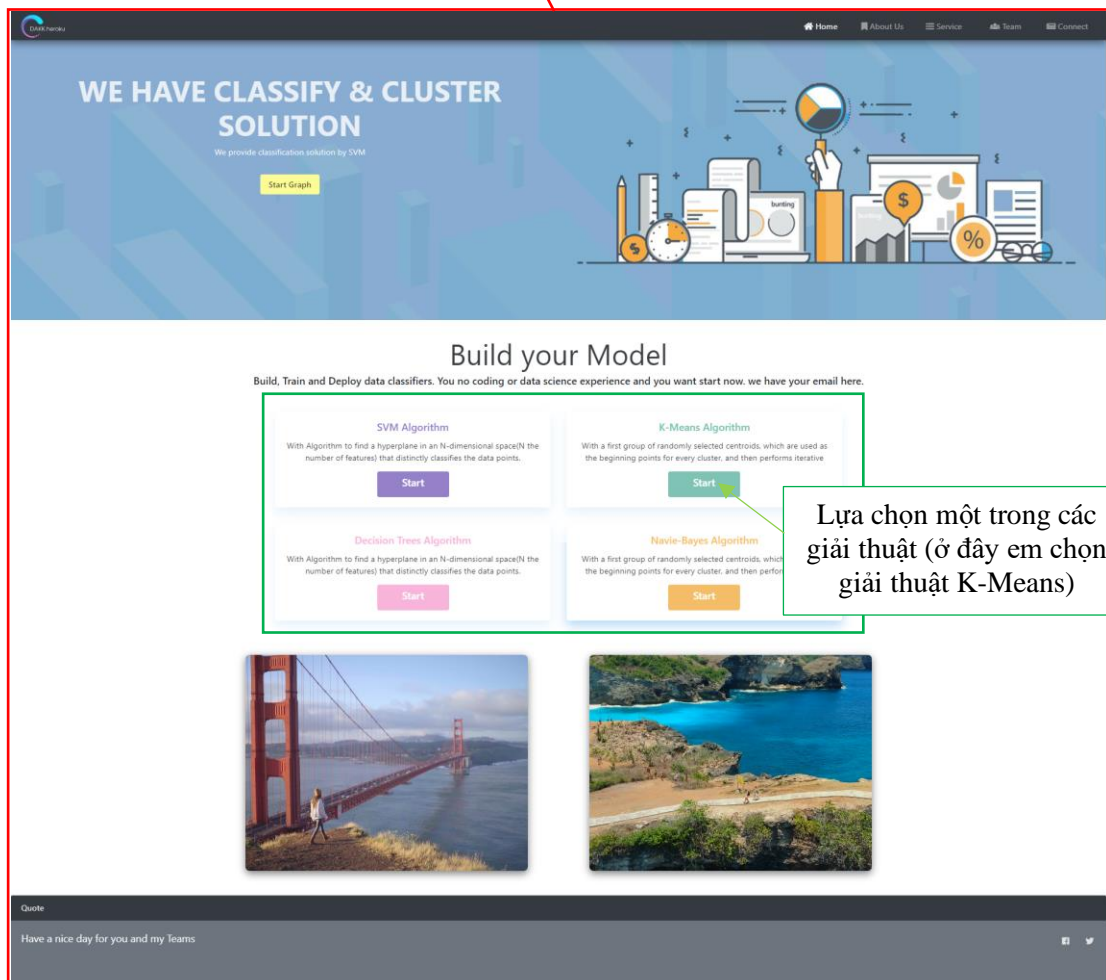 DAKK.heroku
Home
About Us
Service
Team
Connect
WE HAVE CLASSIFY & CLUSTER
SOLUTION
We provide classification solution by SVM
Start Graph
bunting
$
%
Build your Model
Build, Train and Deploy data classifiers. You no coding or data science experience and you want start now. we have your email here.
SVM Algorithm
With Algorithm to find a hyperplane in an N-dimensional space(N the
number of features) that distinctly classifies the data points.
Start
K-Means Algorithm
With a first group of randomly selected centroids, which are used as
the beginning points for every cluster, and then performs iterative
Start
Lựa chọn một trong các
giải thuật (ở đây em chọn
giải thuật K-Means)
Decision Trees Algorithm
With Algorithm to find a hyperplane in an N-dimensional space(N the
number of features) that distinctly classifies the data points.
Start
Navie-Bayes Algorithm
With a first group of randomly selected centroids, which
the beginning points for every cluster, and then perfor
Start
Quote
Have a nice day for you and my Teams